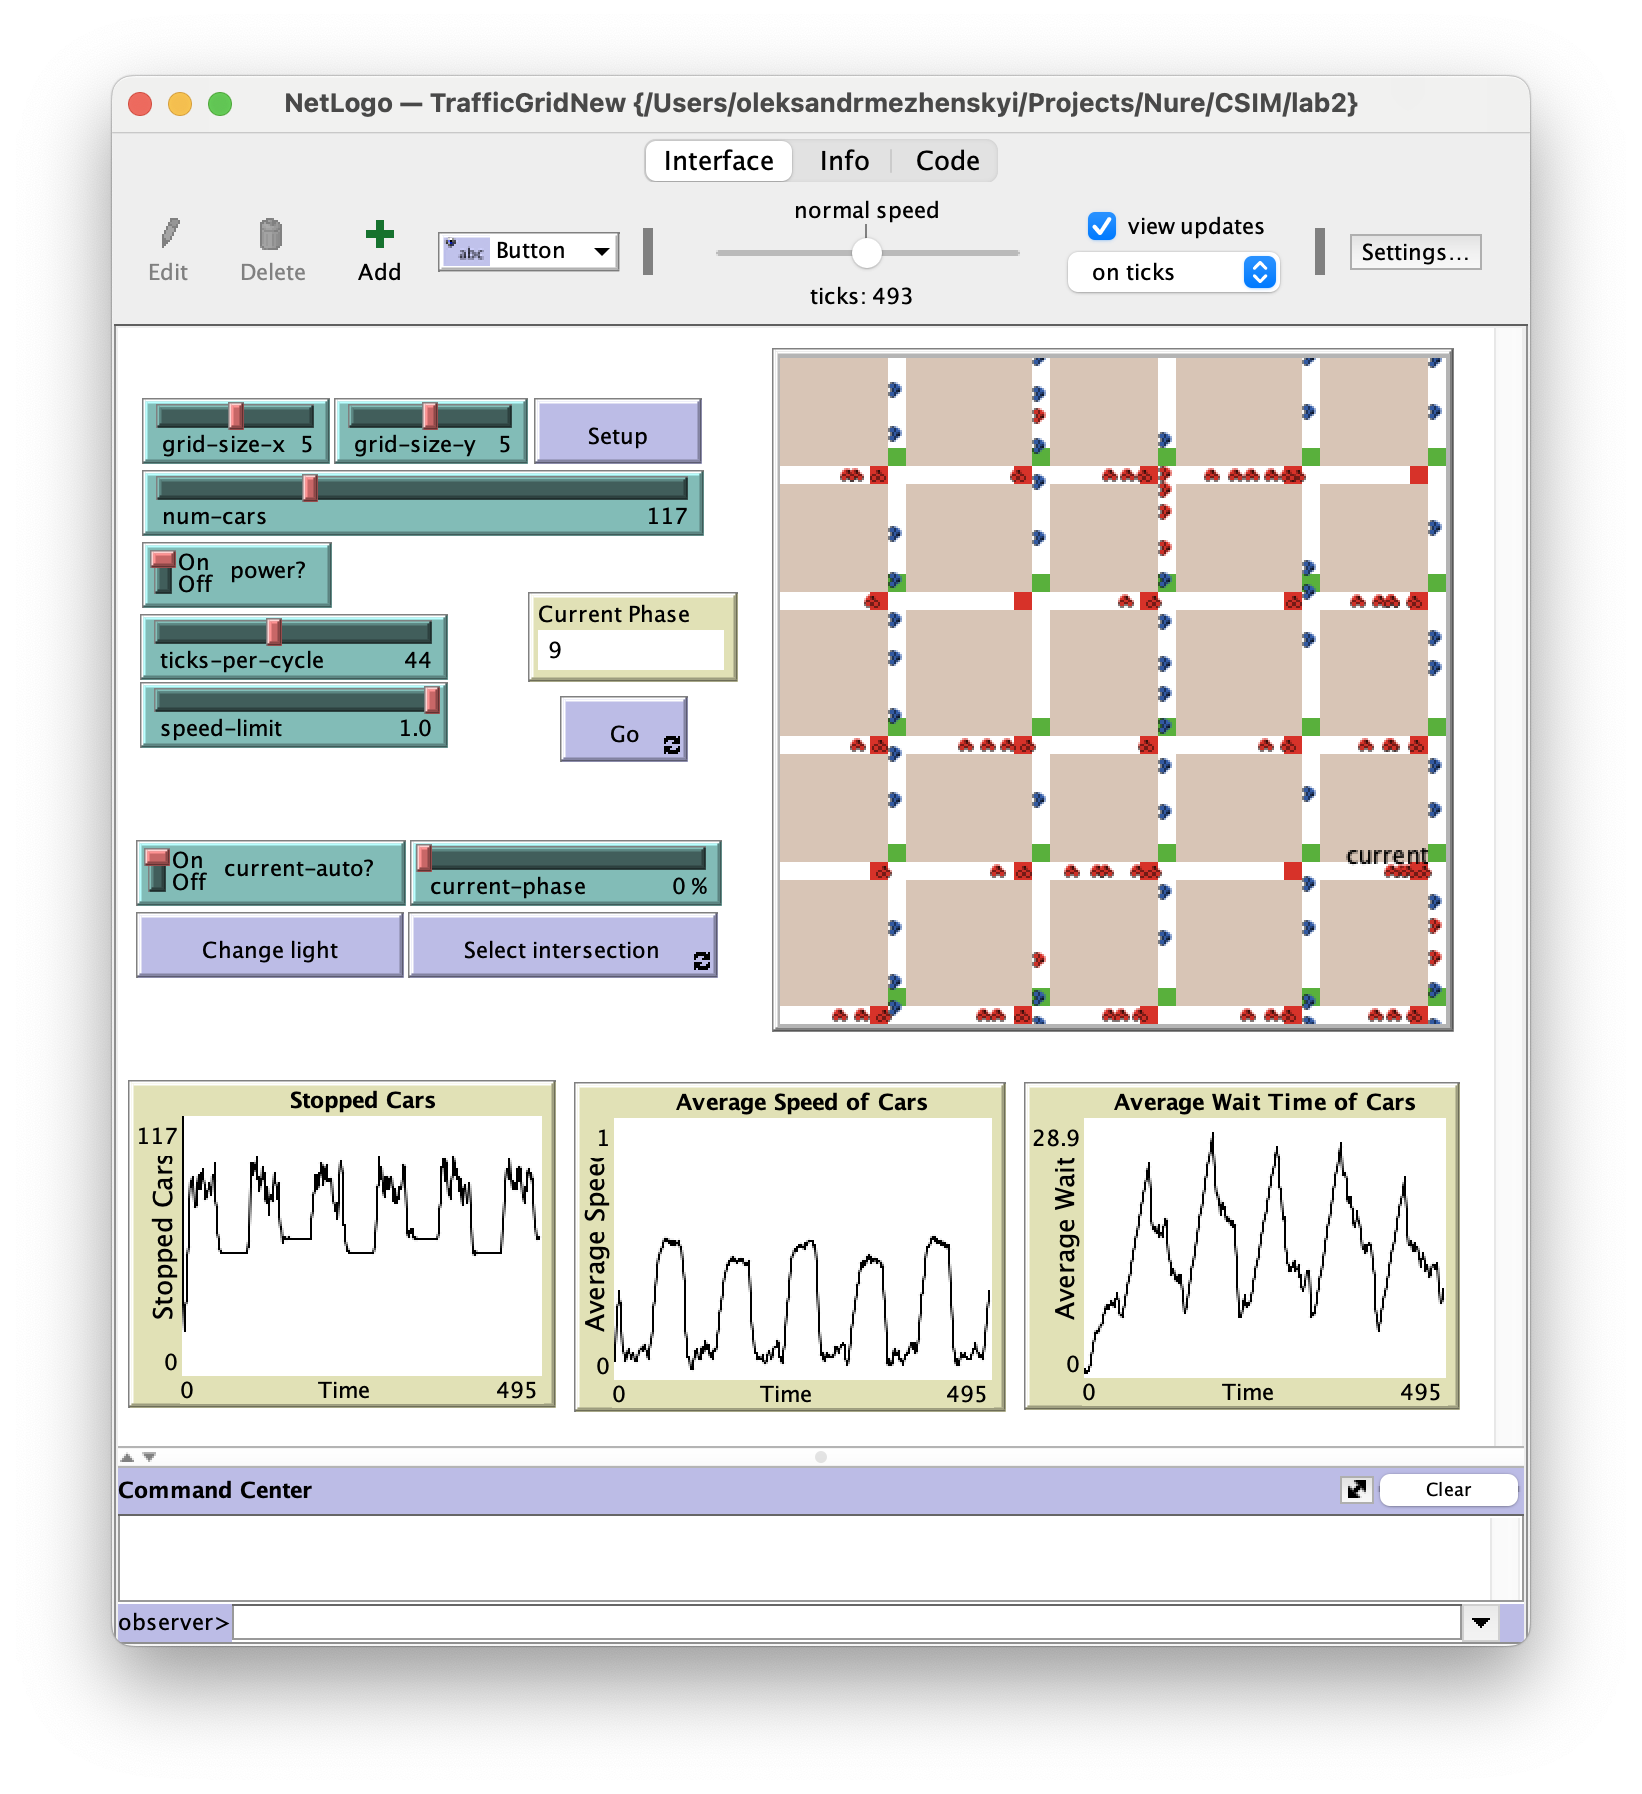 NetLogo — TrafficGridNew {/Users/oleksandrmezhenskyi/Projects/Nure/CSIM/lab2}
Interface Info Code
Edit
Delete
Add
abc Button
normal speed
ticks: 493
view updates
on ticks
Settings...
grid-size-x 5
grid-size-y 5
Setup
num-cars 117
On
Off
power?
ticks-per-cycle 44
speed-limit 1.0
Current Phase
9
Go
On
Off
current-auto?
current-phase 0 %
Change light
Select intersection
current
Stopped Cars
117
Stopped Cars
0
0 Time 495
Average Speed of Cars
1
Average Speed
0
0 Time 495
Average Wait Time of Cars
28.9
Average Wait
0
0 Time 495
Command Center
Clear
observer>